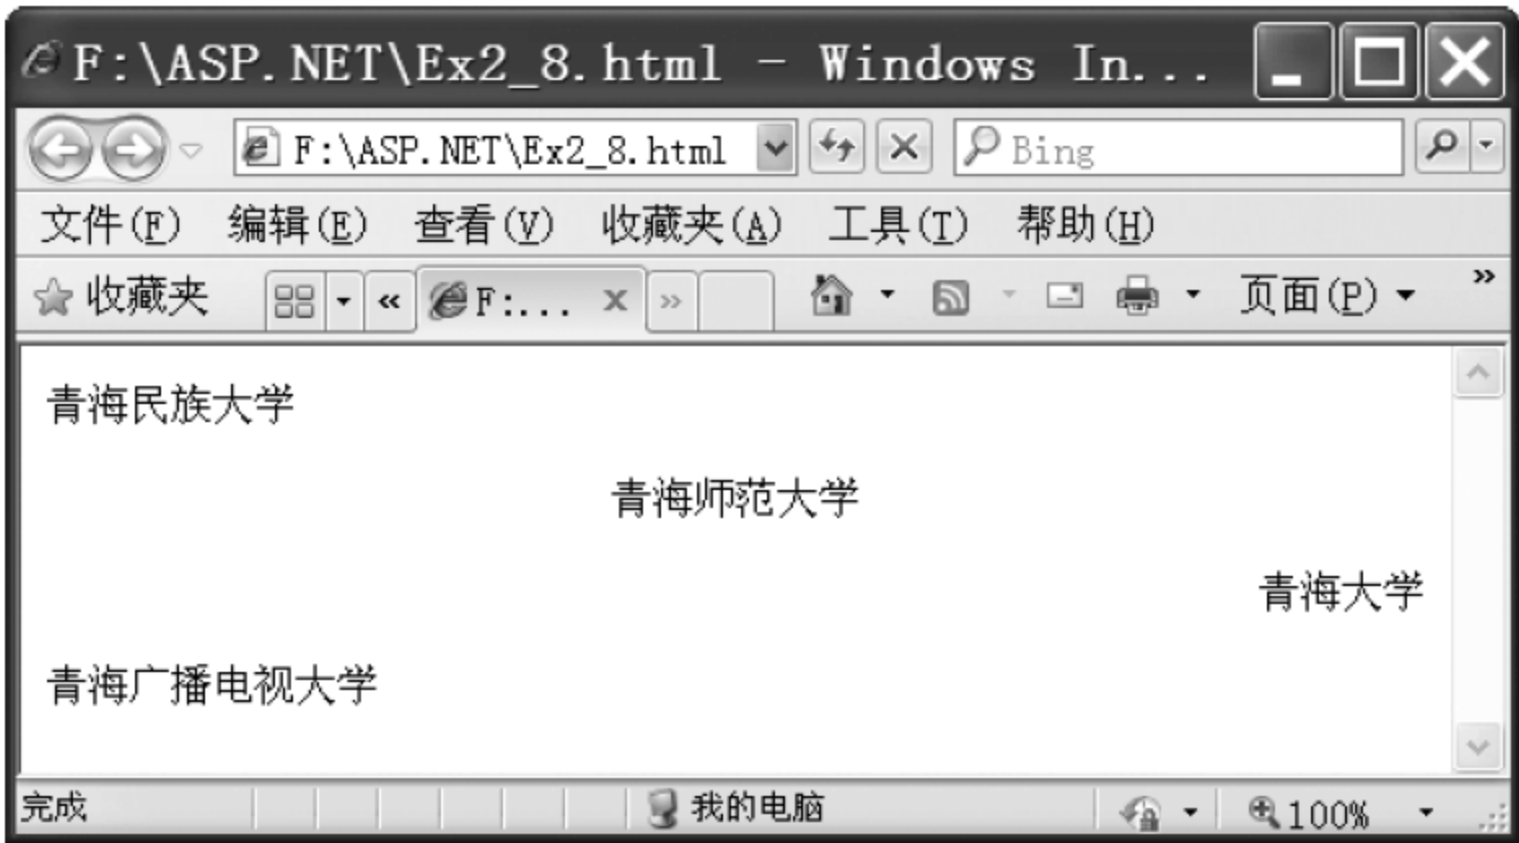 F:\ASP.NET\Ex2_8.html - Windows In...
F:\ASP.NET\Ex2_8.html Bing
文件(F) 编辑(E) 查看(V) 收藏夹(A) 工具(T) 帮助(H)
收藏夹 F:... 页面(P)
青海民族大学
青海师范大学
青海大学
青海广播电视大学
完成 我的电脑 100%